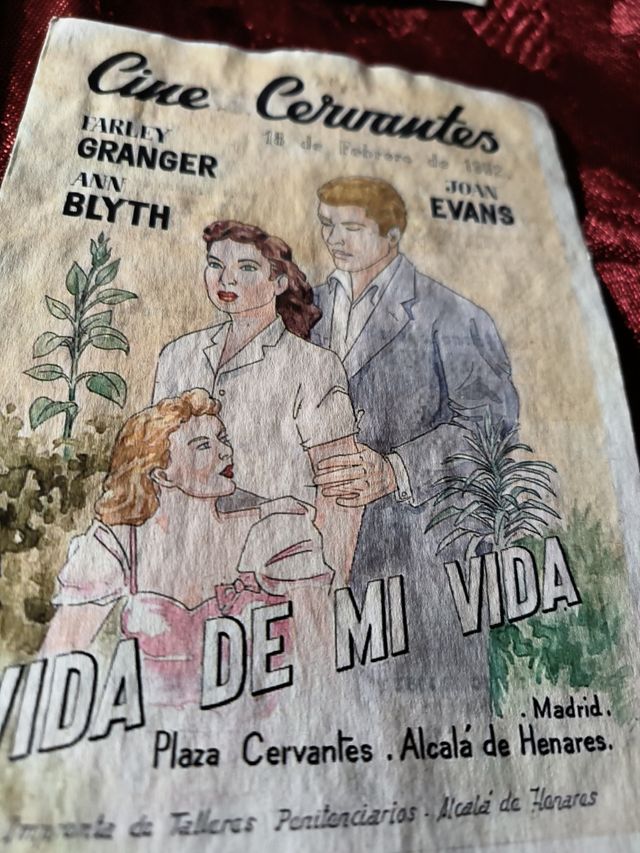 Cine Cervantes
18 de Febrero de 1952
FARLEY
GRANGER
ANN
BLYTH
JOAN
EVANS
VIDA DE MI VIDA
. Madrid.
Plaza Cervantes . Alcalá de Henares.
Imprenta de Talleres Penitenciarios - Alcalá de Henares